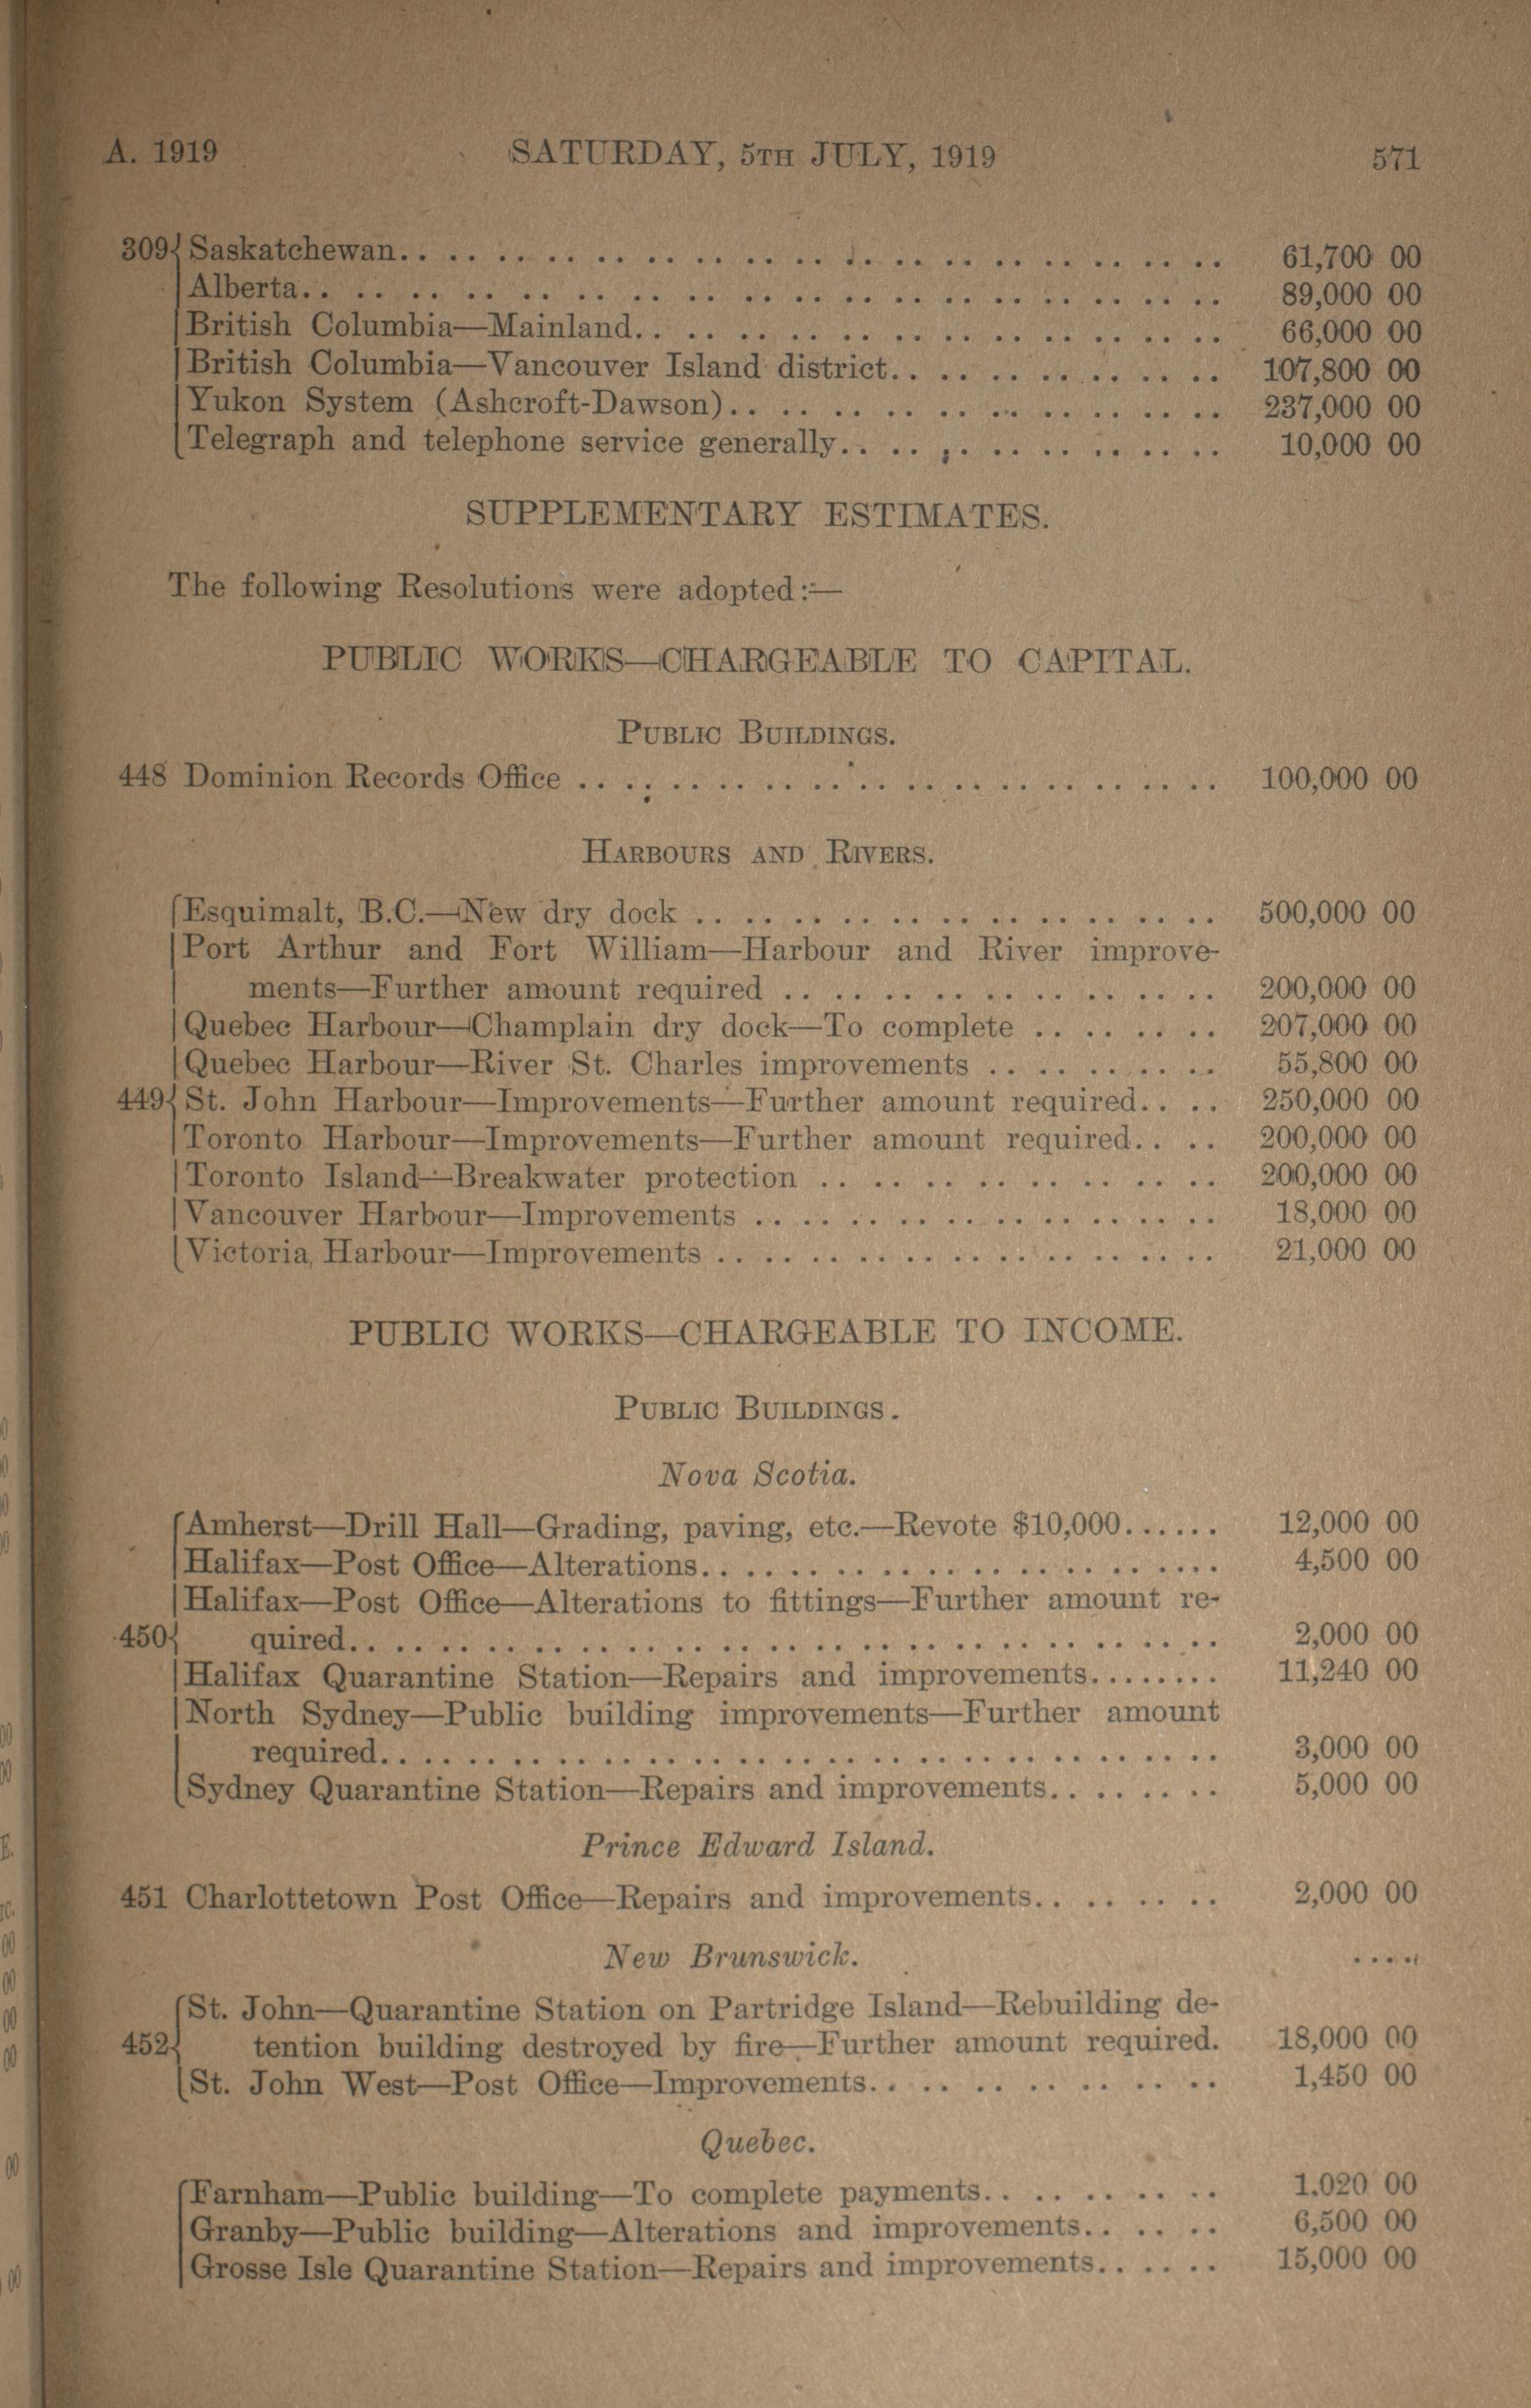 A. 1919 SATURDAY, 5TH JULY, 1919 571
309{ Saskatchewan. . . . . . . . . . . . . . . . . . . . . . . . . . . . . . . . . . 61,700 00
Alberta. . . . . . . . . . . . . . . . . . . . . . . . . . . . . . . . . . . . 89,000 00
British Columbia—Mainland. . . . . . . . . . . . . . . . . . . . . . . . 66,000 00
British Columbia—Vancouver Island district. . . . . . . . . . . . . . 107,800 00
Yukon System (Ashcroft-Dawson). . . . . . . . . . . . . . . . . . . . 237,000 00
Telegraph and telephone service generally. . . . . . . . . . . . . . . . 10,000 00
SUPPLEMENTARY ESTIMATES.
The following Resolutions were adopted:—
PUBLIC WORKS—CHARGEABLE TO CAPITAL.
PUBLIC BUILDINGS.
448 Dominion Records Office . . . . . . . . . . . . . . . . . . . . . . . . . . 100,000 00
HARBOURS AND RIVERS.
Esquimalt, B.C.—New dry dock . . . . . . . . . . . . . . . . . . . . . . 500,000 00
Port Arthur and Fort William—Harbour and River improve-
ments—Further amount required . . . . . . . . . . . . . . . . . . 200,000 00
Quebec Harbour—Champlain dry dock—To complete . . . . . . . . 207,000 00
Quebec Harbour—River St. Charles improvements . . . . . . . . . . 55,800 00
449{ St. John Harbour—Improvements—Further amount required. . . . 250,000 00
Toronto Harbour—Improvements—Further amount required. . . . 200,000 00
Toronto Island—Breakwater protection . . . . . . . . . . . . . . . . 200,000 00
Vancouver Harbour—Improvements . . . . . . . . . . . . . . . . . . . . 18,000 00
Victoria Harbour—Improvements . . . . . . . . . . . . . . . . . . . . . . 21,000 00
PUBLIC WORKS—CHARGEABLE TO INCOME.
PUBLIC BUILDINGS.
Nova Scotia.
Amherst—Drill Hall—Grading, paving, etc.—Revote $10,000. . . . . . 12,000 00
Halifax—Post Office—Alterations. . . . . . . . . . . . . . . . . . . . . . 4,500 00
Halifax—Post Office—Alterations to fittings—Further amount re-
450{ quired. . . . . . . . . . . . . . . . . . . . . . . . . . . . . . . . . . . . . . 2,000 00
Halifax Quarantine Station—Repairs and improvements. . . . . . . . 11,240 00
North Sydney—Public building improvements—Further amount
required. . . . . . . . . . . . . . . . . . . . . . . . . . . . . . . . . . . . 3,000 00
Sydney Quarantine Station—Repairs and improvements. . . . . . . . 5,000 00
Prince Edward Island.
451 Charlottetown Post Office—Repairs and improvements. . . . . . . . 2,000 00
New Brunswick. . . . .
St. John—Quarantine Station on Partridge Island—Rebuilding de-
452{ tention building destroyed by fire—Further amount required. 18,000 00
St. John West—Post Office—Improvements. . . . . . . . . . . . . . 1,450 00
Quebec.
Farnham—Public building—To complete payments. . . . . . . . . . 1.020 00
Granby—Public building—Alterations and improvements. . . . . . 6,500 00
Grosse Isle Quarantine Station—Repairs and improvements. . . . . . 15,000 00